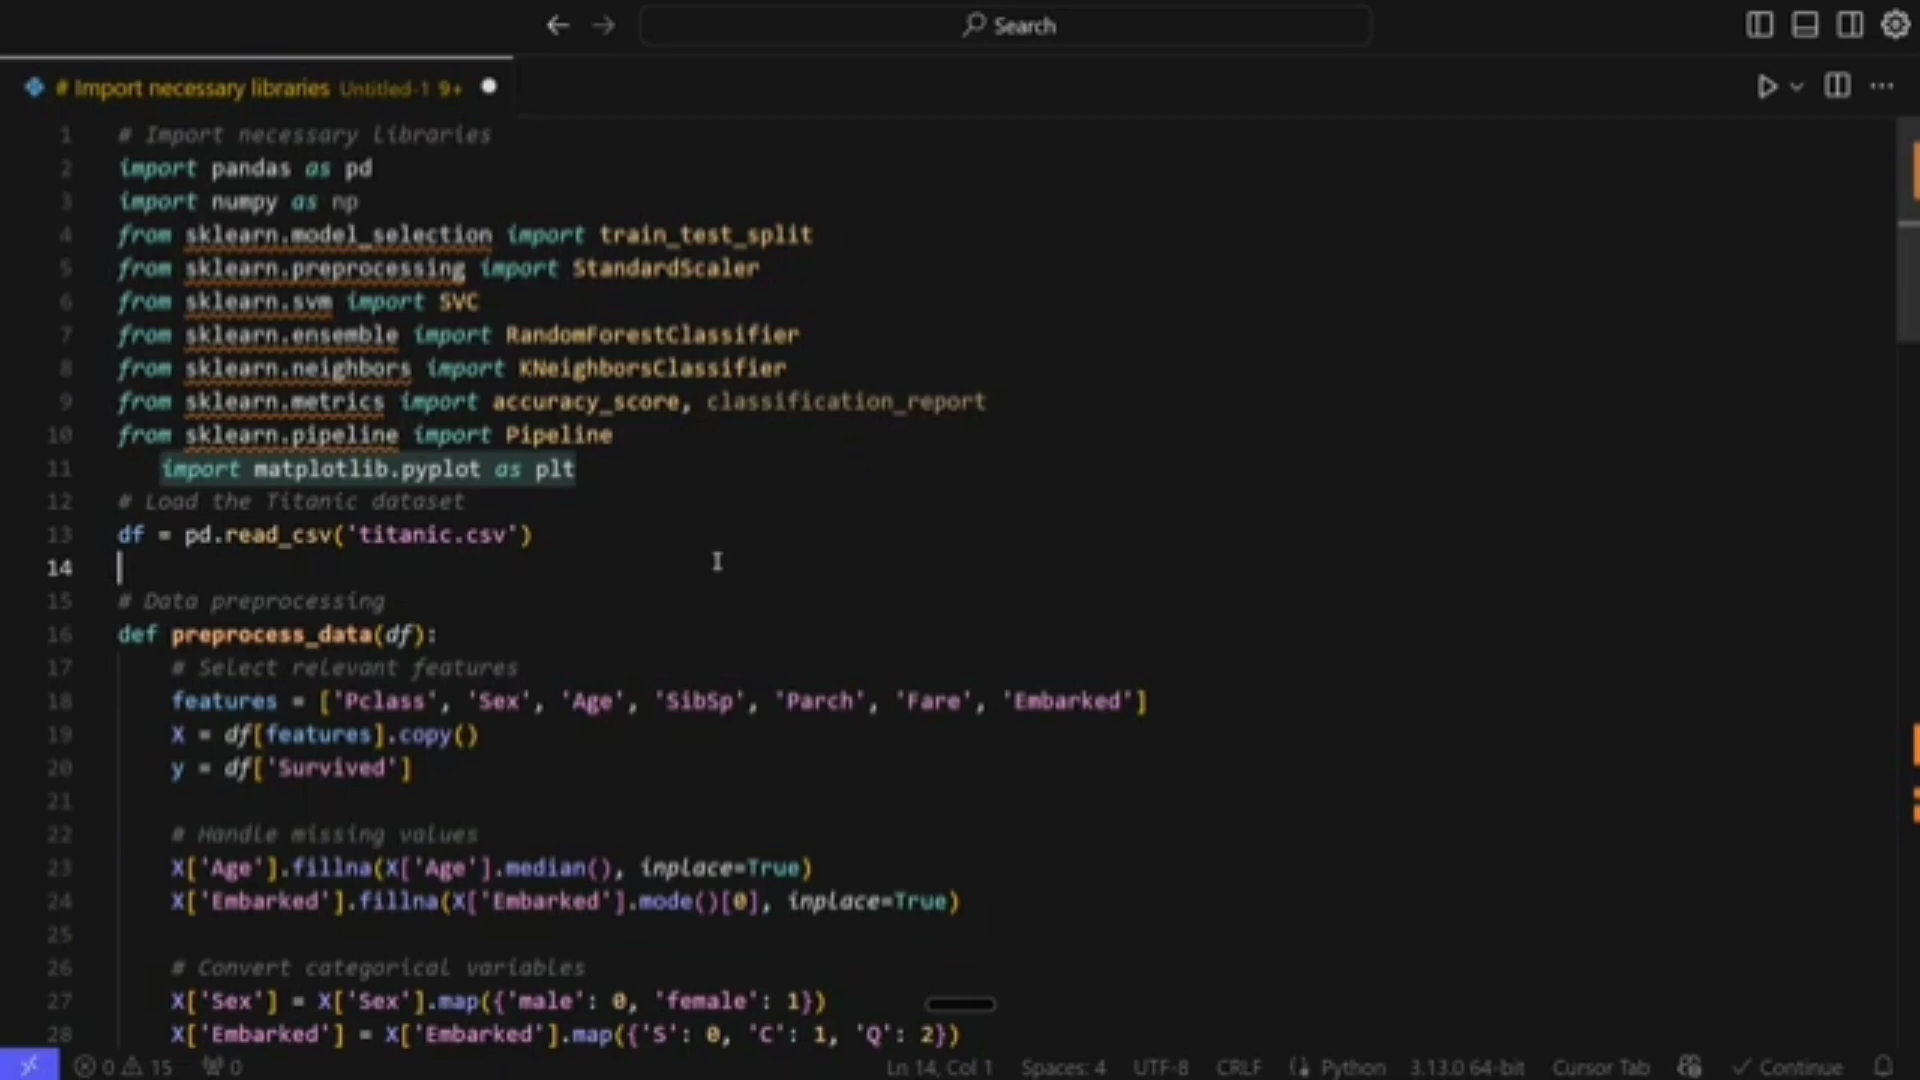 Search
# Import necessary libraries Untitled-1 9+
1 # Import necessary libraries
2 import pandas as pd
3 import numpy as np
4 from sklearn.model_selection import train_test_split
5 from sklearn.preprocessing import StandardScaler
6 from sklearn.svm import SVC
7 from sklearn.ensemble import RandomForestClassifier
8 from sklearn.neighbors import KNeighborsClassifier
9 from sklearn.metrics import accuracy_score, classification_report
10 from sklearn.pipeline import Pipeline
11 import matplotlib.pyplot as plt
12 # Load the Titanic dataset
13 df = pd.read_csv('titanic.csv')
14
15 # Data preprocessing
16 def preprocess_data(df):
17 # Select relevant features
18 features = ['Pclass', 'Sex', 'Age', 'SibSp', 'Parch', 'Fare', 'Embarked']
19 X = df[features].copy()
20 y = df['Survived']
21
22 # Handle missing values
23 X['Age'].fillna(X['Age'].median(), inplace=True)
24 X['Embarked'].fillna(X['Embarked'].mode()[0], inplace=True)
25
26 # Convert categorical variables
27 X['Sex'] = X['Sex'].map({'male': 0, 'female': 1})
28 X['Embarked'] = X['Embarked'].map({'S': 0, 'C': 1, 'Q': 2})
0 15 0 Ln 14, Col 1 Spaces: 4 UTF-8 CRLF Python 3.13.0 64-bit Cursor Tab Continue